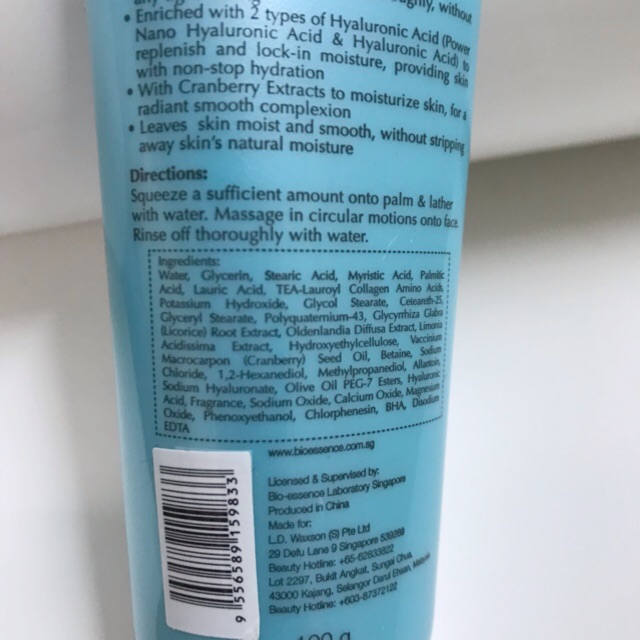 oughly, without
• Enriched with 2 types of Hyaluronic Acid (Power
Nano Hyaluronic Acid & Hyaluronic Acid) to
replenish and lock-in moisture, providing skin
with non-stop hydration
• With Cranberry Extracts to moisturize skin, for a
radiant smooth complexion
• Leaves skin moist and smooth, without stripping
away skin's natural moisture
Directions:
Squeeze a sufficient amount onto palm & lather
with water. Massage in circular motions onto face.
Rinse off thoroughly with water.
Ingredients:
Water, Glycerin, Stearic Acid, Myristic Acid, Palmitic
Acid, Lauric Acid, TEA-Lauroyl Collagen Amino Acids,
Potassium Hydroxide, Glycol Stearate, Ceteareth-25,
Glyceryl Stearate, Polyquaternium-43, Glycyrrhiza Glabra
(Licorice) Root Extract, Oldenlandia Diffusa Extract, Limonia
Acidissima Extract, Hydroxyethylcellulose, Vaccinium
Macrocarpon (Cranberry) Seed Oil, Betaine, Sodium
Chloride, 1,2-Hexanediol, Methylpropanediol, Allantoin,
Sodium Hyaluronate, Olive Oil PEG-7 Esters, Hyaluronic
Acid, Fragrance, Sodium Oxide, Calcium Oxide, Magnesium
Oxide, Phenoxyethanol, Chlorphenesin, BHA, Disodium
EDTA
www.bioessence.com.sg
Licensed & Supervised by:
Bio-essence Laboratory Singapore
Produced in China
Made for:
L.D. Waxson (S) Pte Ltd
29 Defu Lane 9 Singapore 539289
Beauty Hotline: +65-62833822
Lot 2297, Bukit Angkat, Sungai Chua,
43000 Kajang, Selangor Darul Ehsan, Malaysia
Beauty Hotline: +603-87372122
9 556589 159833
100 g